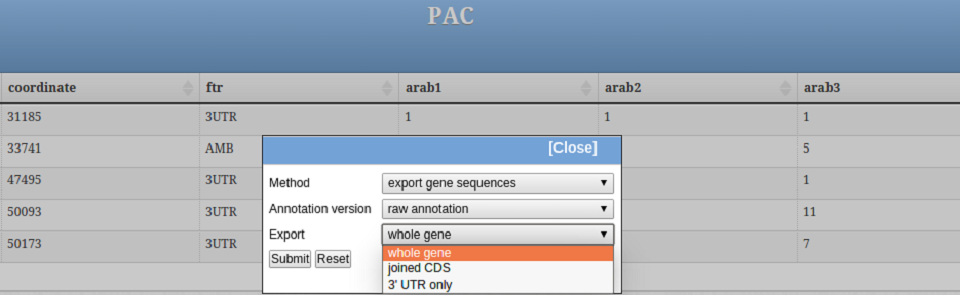 PAC
coordinate ftr arab1 arab2 arab3
31185 3UTR 1 1 1
33741 AMB 5
47495 3UTR 1
50093 3UTR 11
50173 3UTR 7
[Close]
Method export gene sequences
Annotation version raw annotation
Export whole gene
whole gene
Submit Reset
joined CDS
3' UTR only